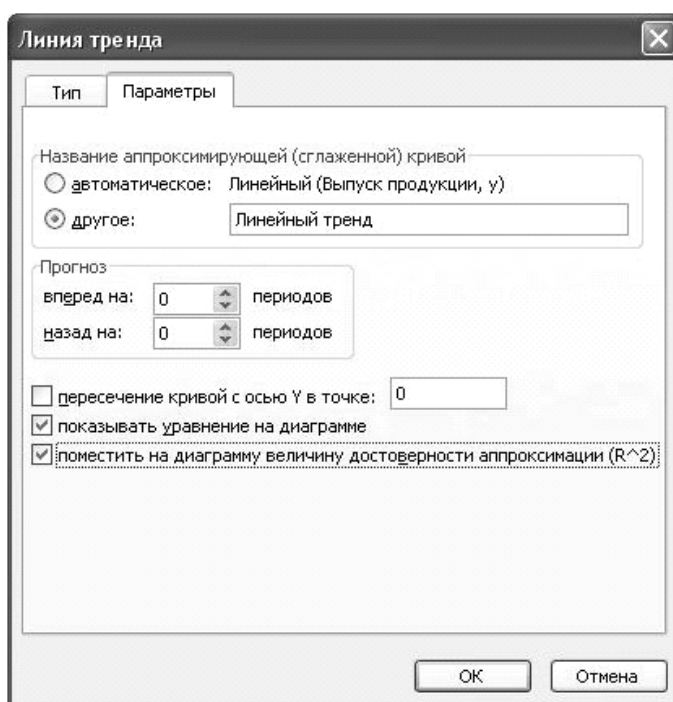 Линия тренда
Тип Параметры
Название аппроксимирующей (сглаженной) кривой
автоматическое: Линейный (Выпуск продукции, y)
другое: Линейный тренд
Прогноз
вперед на: 0 периодов
назад на: 0 периодов
пересечение кривой с осью Y в точке: 0
показывать уравнение на диаграмме
поместить на диаграмму величину достоверности аппроксимации (R^2)
ОК Отмена